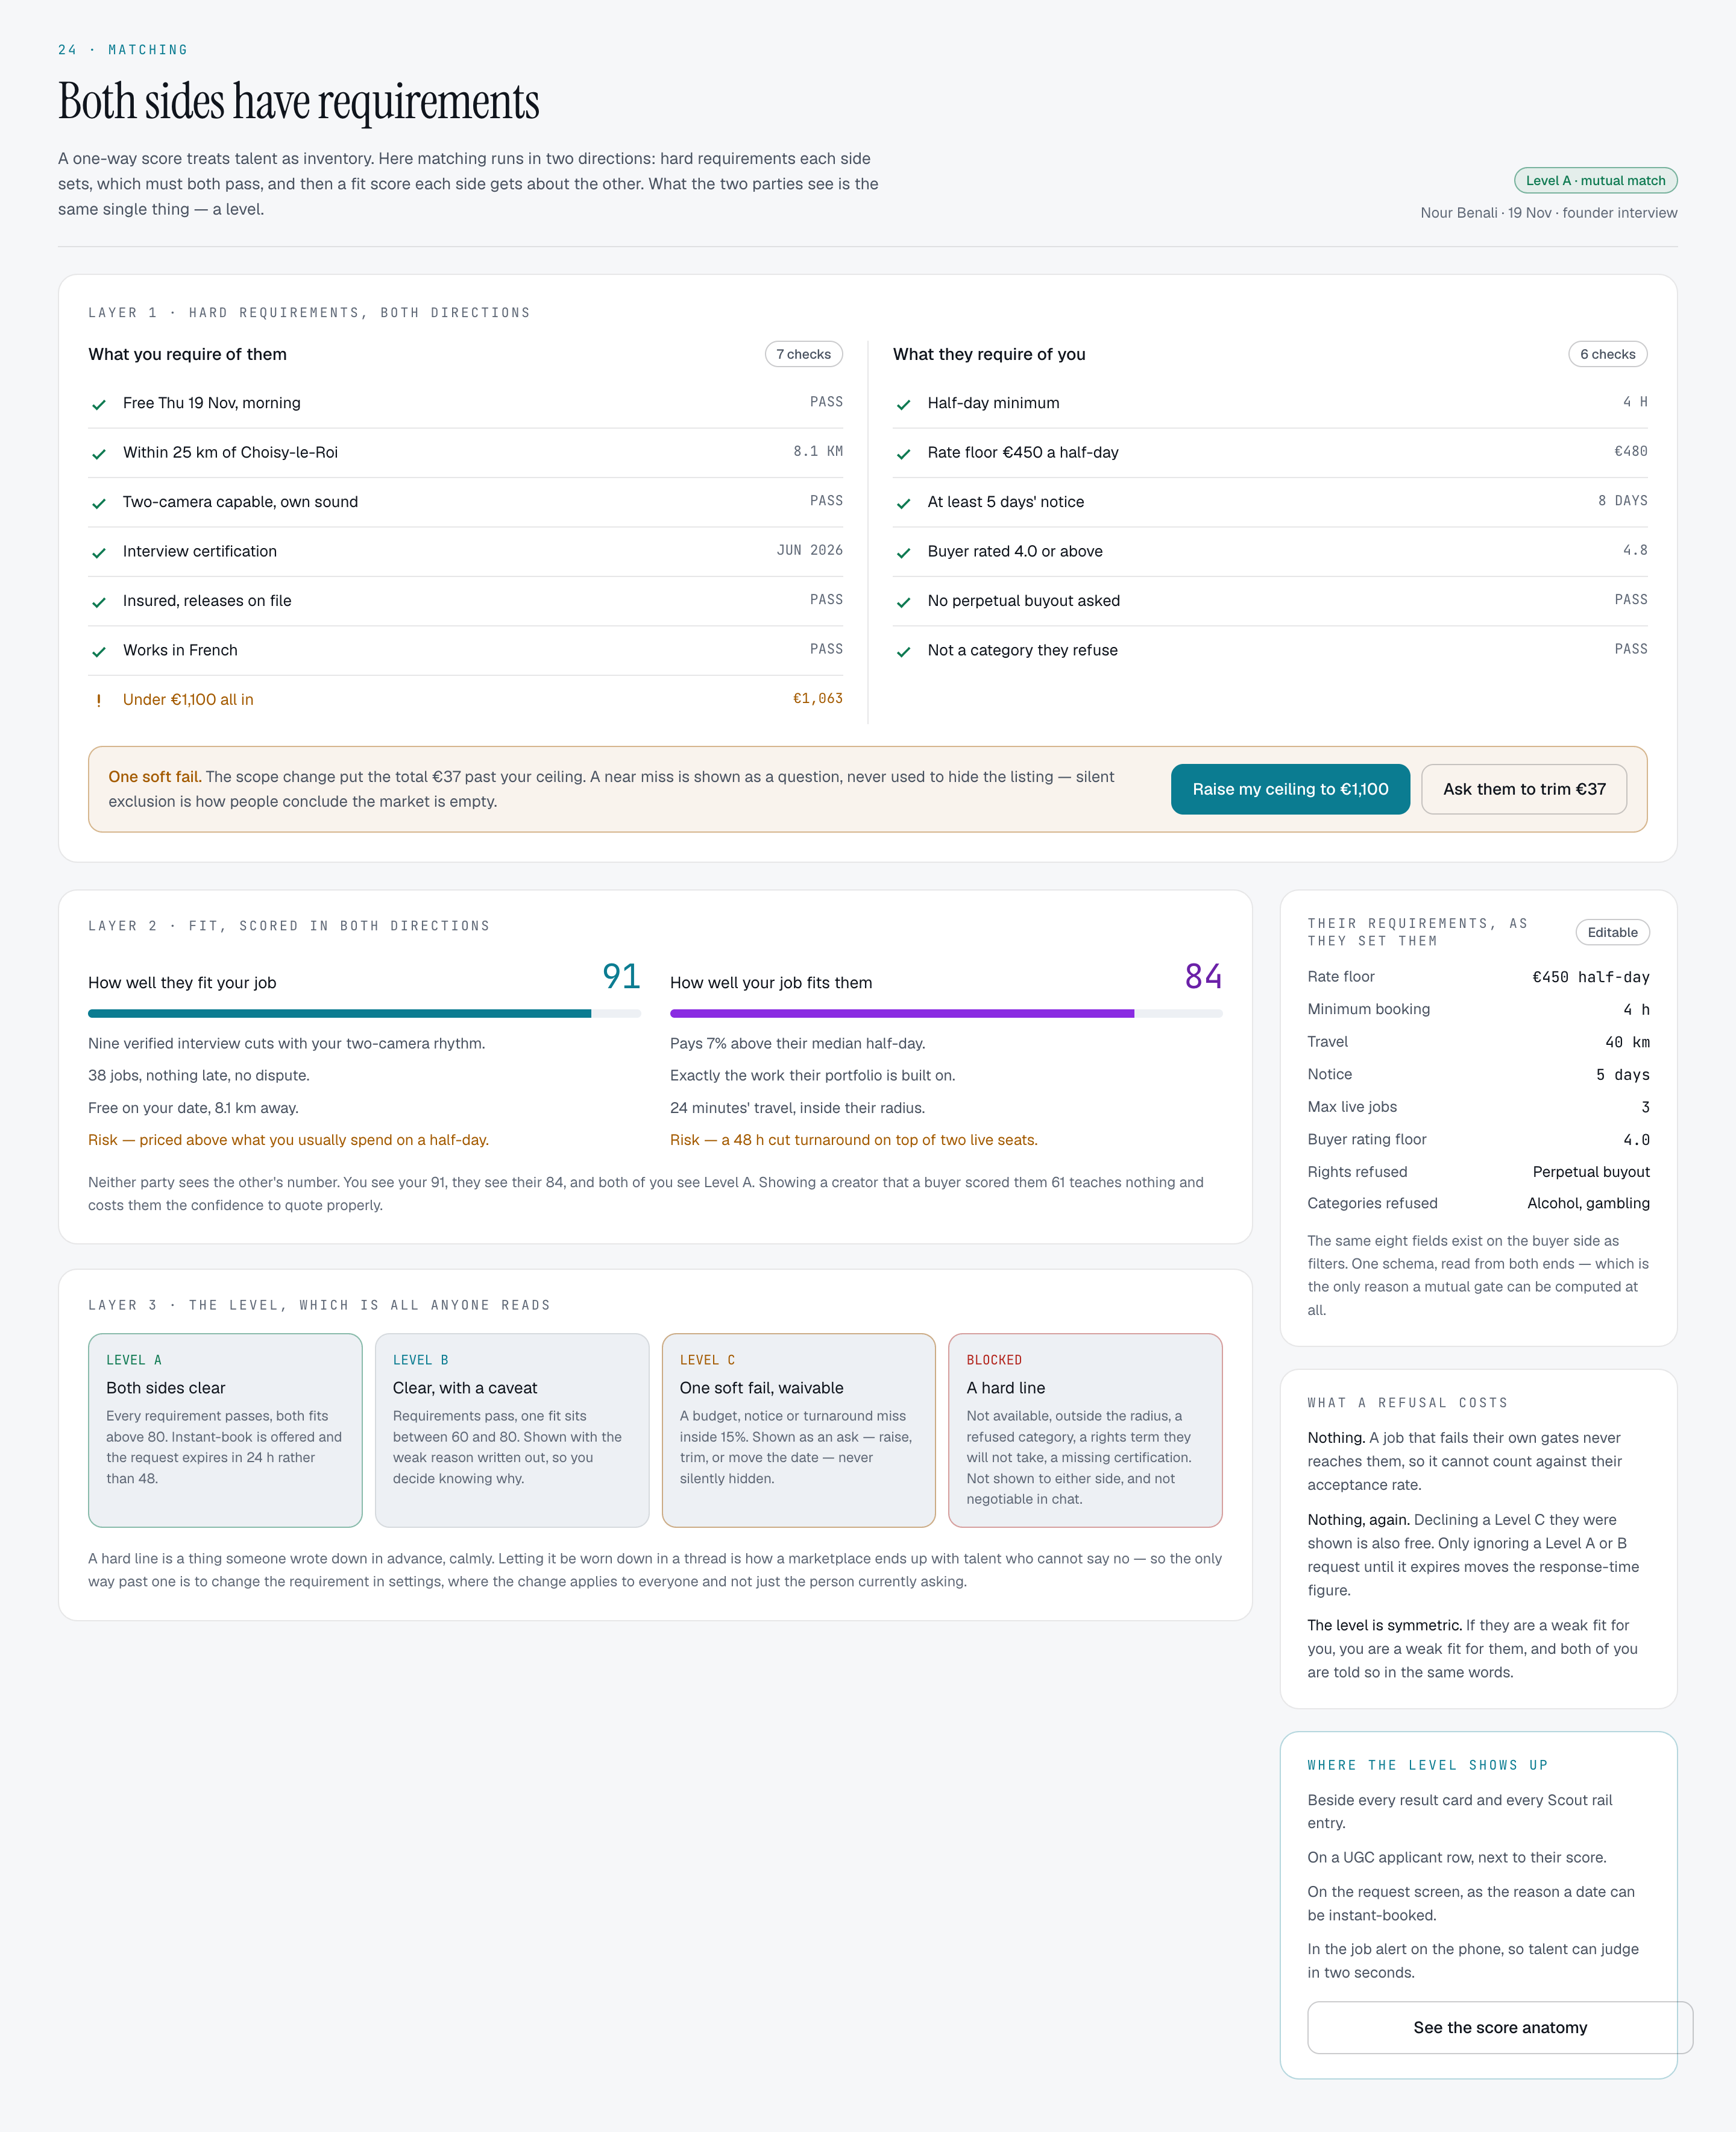 24 · MATCHING
Both sides have requirements
A one-way score treats talent as inventory. Here matching runs in two directions: hard requirements each side
sets, which must both pass, and then a fit score each side gets about the other. What the two parties see is the
same single thing — a level.
Level A · mutual match
Nour Benali · 19 Nov · founder interview
LAYER 1 · HARD REQUIREMENTS, BOTH DIRECTIONS
What you require of them
7 checks
Free Thu 19 Nov, morning
PASS
Within 25 km of Choisy-le-Roi
8.1 KM
Two-camera capable, own sound
PASS
Interview certification
JUN 2026
Insured, releases on file
PASS
Works in French
PASS
! Under €1,100 all in
€1,063
What they require of you
6 checks
Half-day minimum
4 H
Rate floor €450 a half-day
€480
At least 5 days' notice
8 DAYS
Buyer rated 4.0 or above
4.8
No perpetual buyout asked
PASS
Not a category they refuse
PASS
One soft fail. The scope change put the total €37 past your ceiling. A near miss is shown as a question, never used to hide the listing — silent
exclusion is how people conclude the market is empty.
Raise my ceiling to €1,100
Ask them to trim €37
LAYER 2 · FIT, SCORED IN BOTH DIRECTIONS
How well they fit your job
91
Nine verified interview cuts with your two-camera rhythm.
38 jobs, nothing late, no dispute.
Free on your date, 8.1 km away.
Risk — priced above what you usually spend on a half-day.
How well your job fits them
84
Pays 7% above their median half-day.
Exactly the work their portfolio is built on.
24 minutes' travel, inside their radius.
Risk — a 48 h cut turnaround on top of two live seats.
Neither party sees the other's number. You see your 91, they see their 84, and both of you see Level A. Showing a creator that a buyer scored them 61 teaches nothing and
costs them the confidence to quote properly.
LAYER 3 · THE LEVEL, WHICH IS ALL ANYONE READS
LEVEL A
Both sides clear
Every requirement passes, both fits
above 80. Instant-book is offered and
the request expires in 24 h rather
than 48.
LEVEL B
Clear, with a caveat
Requirements pass, one fit sits
between 60 and 80. Shown with the
weak reason written out, so you
decide knowing why.
LEVEL C
One soft fail, waivable
A budget, notice or turnaround miss
inside 15%. Shown as an ask — raise,
trim, or move the date — never
silently hidden.
BLOCKED
A hard line
Not available, outside the radius, a
refused category, a rights term they
will not take, a missing certification.
Not shown to either side, and not
negotiable in chat.
A hard line is a thing someone wrote down in advance, calmly. Letting it be worn down in a thread is how a marketplace ends up with talent who cannot say no — so the only
way past one is to change the requirement in settings, where the change applies to everyone and not just the person currently asking.
THEIR REQUIREMENTS, AS
THEY SET THEM
Editable
Rate floor
€450 half-day
Minimum booking
4 h
Travel
40 km
Notice
5 days
Max live jobs
3
Buyer rating floor
4.0
Rights refused
Perpetual buyout
Categories refused
Alcohol, gambling
The same eight fields exist on the buyer side as
filters. One schema, read from both ends — which is
the only reason a mutual gate can be computed at
all.
WHAT A REFUSAL COSTS
Nothing. A job that fails their own gates never
reaches them, so it cannot count against their
acceptance rate.
Nothing, again. Declining a Level C they were
shown is also free. Only ignoring a Level A or B
request until it expires moves the response-time
figure.
The level is symmetric. If they are a weak fit for
you, you are a weak fit for them, and both of you
are told so in the same words.
WHERE THE LEVEL SHOWS UP
Beside every result card and every Scout rail
entry.
On a UGC applicant row, next to their score.
On the request screen, as the reason a date can
be instant-booked.
In the job alert on the phone, so talent can judge
in two seconds.
See the score anatomy